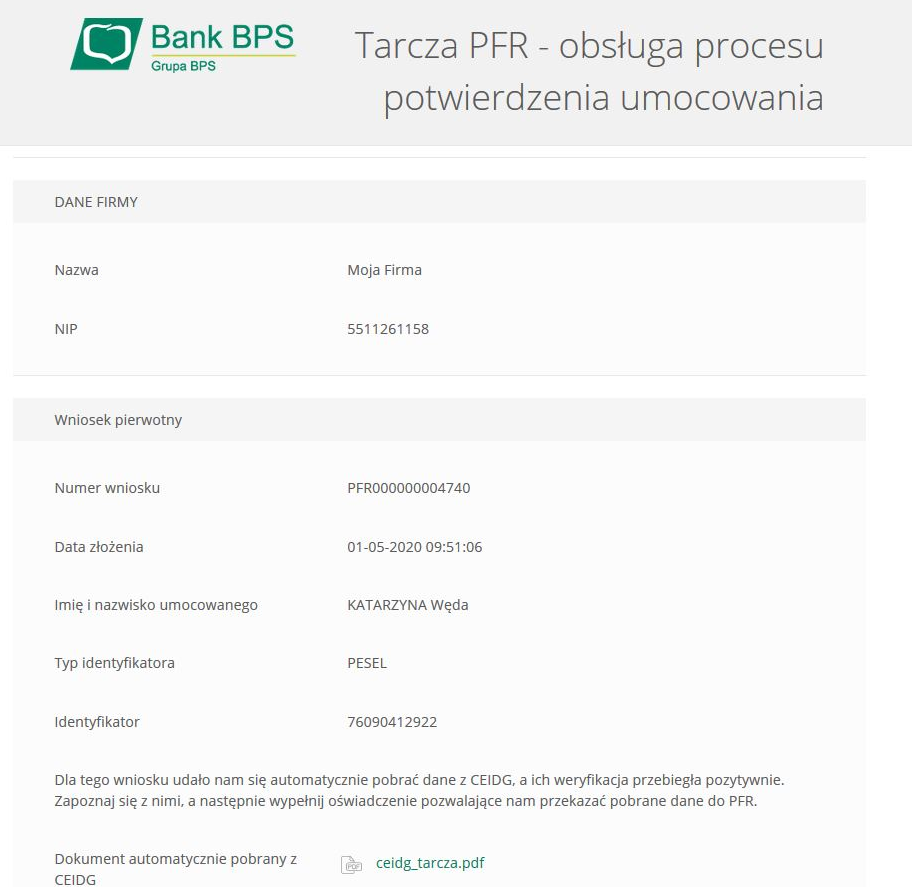 Bank BPS
Grupa BPS
Tarcza PFR - obsługa procesu
potwierdzenia umocowania
DANE FIRMY
Nazwa Moja Firma
NIP 5511261158
Wniosek pierwotny
Numer wniosku PFR000000004740
Data złożenia 01-05-2020 09:51:06
Imię i nazwisko umocowanego KATARZYNA Węda
Typ identyfikatora PESEL
Identyfikator 76090412922
Dla tego wniosku udało nam się automatycznie pobrać dane z CEIDG, a ich weryfikacja przebiegła pozytywnie.
Zapoznaj się z nimi, a następnie wypełnij oświadczenie pozwalające nam przekazać pobrane dane do PFR.
Dokument automatycznie pobrany z
CEIDG
PDF ceidg_tarcza.pdf